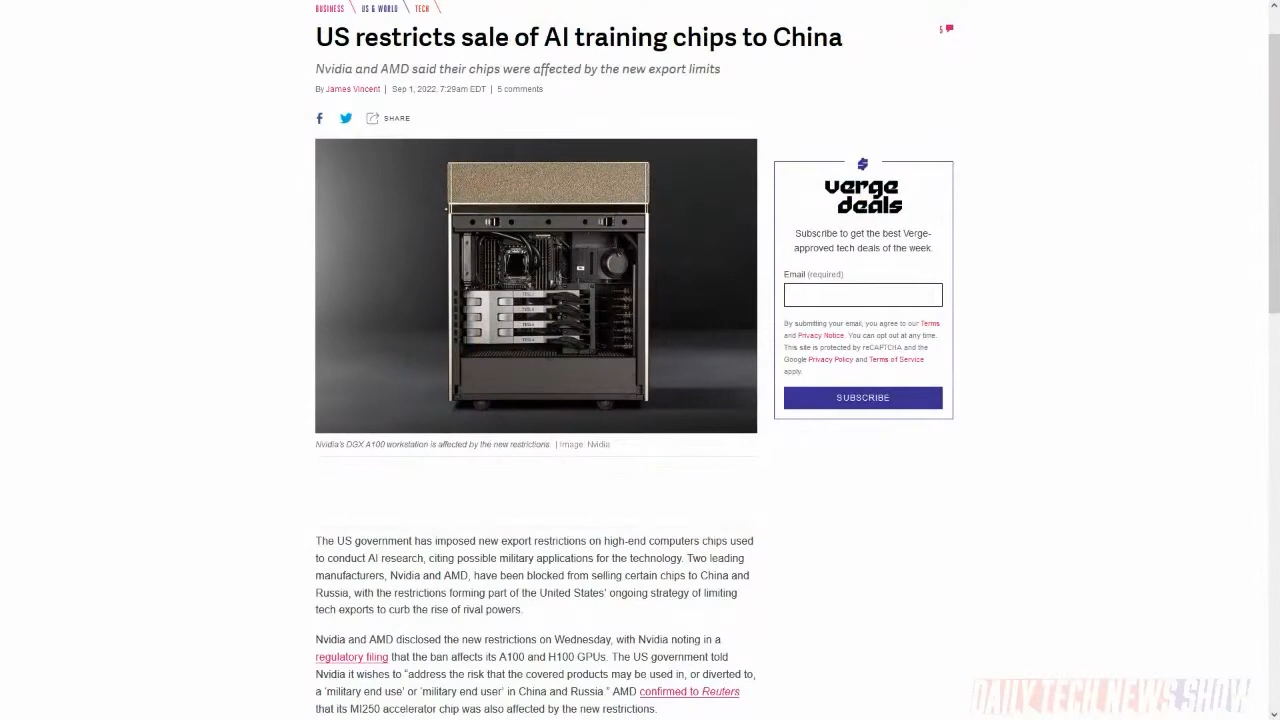 BUSINESS \ US & WORLD \ TECH \
US restricts sale of AI training chips to China
5
Nvidia and AMD said their chips were affected by the new export limits
By James Vincent | Sep 1, 2022, 7:29am EDT | 5 comments
SHARE
verge
deals
Subscribe to get the best Verge-
approved tech deals of the week.
Email (required)
By submitting your email, you agree to our Terms
and Privacy Notice. You can opt out at any time.
This site is protected by reCAPTCHA and the
Google Privacy Policy and Terms of Service
apply.
SUBSCRIBE
Nvidia's DGX A100 workstation is affected by the new restrictions. | Image: Nvidia
The US government has imposed new export restrictions on high-end computers chips used
to conduct AI research, citing possible military applications for the technology. Two leading
manufacturers, Nvidia and AMD, have been blocked from selling certain chips to China and
Russia, with the restrictions forming part of the United States' ongoing strategy of limiting
tech exports to curb the rise of rival powers.
Nvidia and AMD disclosed the new restrictions on Wednesday, with Nvidia noting in a
regulatory filing that the ban affects its A100 and H100 GPUs. The US government told
Nvidia it wishes to “address the risk that the covered products may be used in, or diverted to,
a ‘military end use’ or ‘military end user’ in China and Russia.” AMD confirmed to Reuters
that its MI250 accelerator chip was also affected by the new restrictions.
DAILY TECH NEWS SHOW